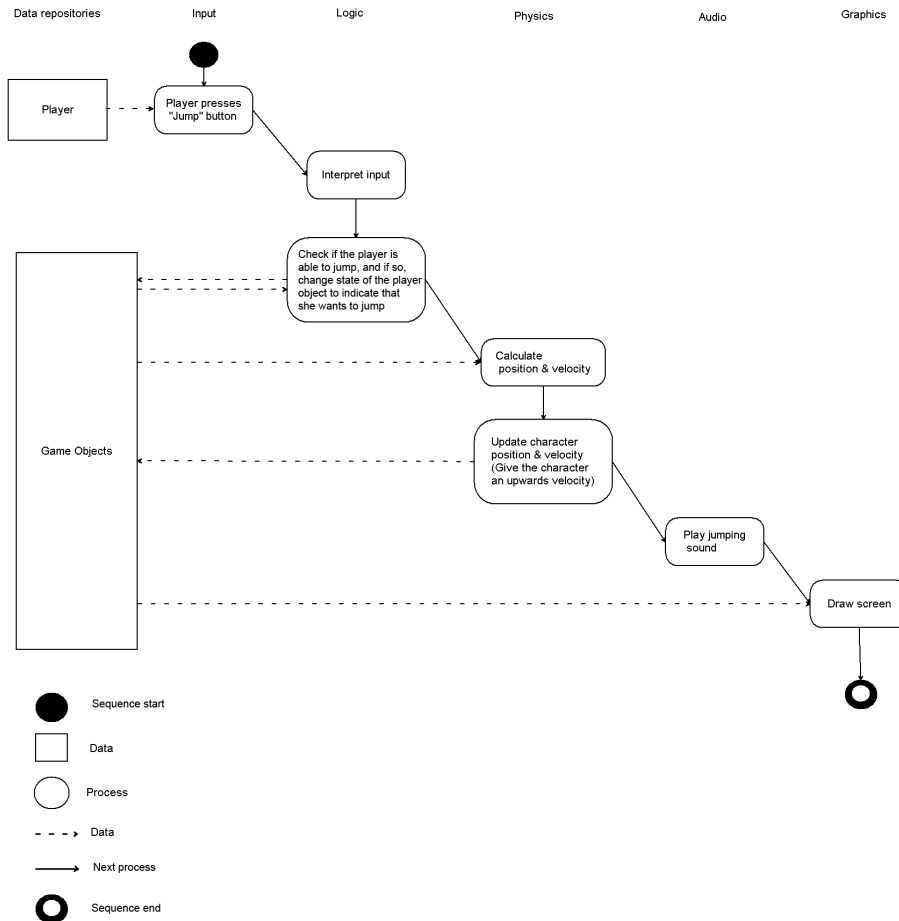 Data repositories
Input
Logic
Physics
Audio
Graphics
Player
Player presses
"Jump" button
Interpret input
Check if the player is
able to jump, and if so,
change state of the player
object to indicate that
she wants to jump
Calculate
position & velocity
Game Objects
Update character
position & velocity
(Give the character
an upwards velocity)
Play jumping
sound
Draw screen
Sequence start
Data
Process
Data
Next process
Sequence end